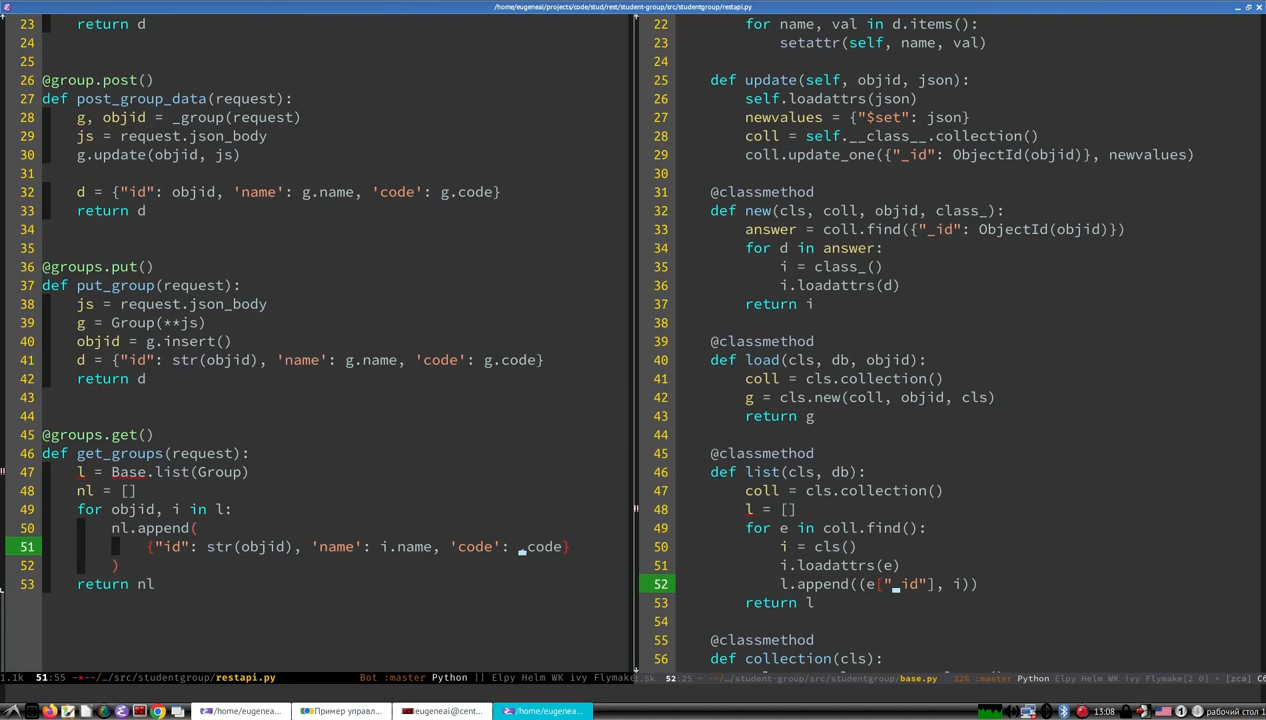 /home/eugeneai/projects/code/stud/rest/student-group/src/studentgroup/restapi.py
23 return d
24
25
26 @group.post()
27 def post_group_data(request):
28 g, objid = _group(request)
29 js = request.json_body
30 g.update(objid, js)
31
32 d = {"id": objid, 'name': g.name, 'code': g.code}
33 return d
34
35
36 @groups.put()
37 def put_group(request):
38 js = request.json_body
39 g = Group(**js)
40 objid = g.insert()
41 d = {"id": str(objid), 'name': g.name, 'code': g.code}
42 return d
43
44
45 @groups.get()
46 def get_groups(request):
47 l = Base.list(Group)
48 nl = []
49 for objid, i in l:
50 nl.append(
51 {"id": str(objid), 'name': i.name, 'code': .code}
52 )
53 return nl
1.1k 51:55 --/…/src/studentgroup/restapi.py Bot :master Python || Elpy Helm WK ivy Flymake
22 for name, val in d.items():
23 setattr(self, name, val)
24
25 def update(self, objid, json):
26 self.loadattrs(json)
27 newvalues = {"$set": json}
28 coll = self.__class__.collection()
29 coll.update_one({"_id": ObjectId(objid)}, newvalues)
30
31 @classmethod
32 def new(cls, coll, objid, class_):
33 answer = coll.find({"_id": ObjectId(objid)})
34 for d in answer:
35 i = class_()
36 i.loadattrs(d)
37 return i
38
39 @classmethod
40 def load(cls, db, objid):
41 coll = cls.collection()
42 g = cls.new(coll, objid, cls)
43 return g
44
45 @classmethod
46 def list(cls, db):
47 coll = cls.collection()
48 l = []
49 for e in coll.find():
50 i = cls()
51 i.loadattrs(e)
52 l.append((e["_id"], i))
53 return l
54
55 @classmethod
56 def collection(cls):
.5k 52:25 - --/…/student-group/src/studentgroup/base.py 32% :master Python Elpy Helm WK ivy Flymake[2 0] • [zca]
/home/eugeneai... Пример управл... eugeneai@cent... /home/eugeneai... 13:08 рабочий стол 1